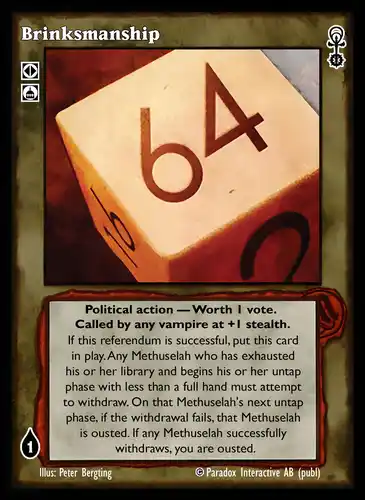 Brinksmanship
64
16
2
Political action — Worth 1 vote.
Called by any vampire at +1 stealth.
If this referendum is successful, put this card
in play. Any Methuselah who has exhausted
his or her library and begins his or her untap
phase with less than a full hand must attempt
to withdraw. On that Methuselah's next untap
phase, if the withdrawal fails, that Methuselah
is ousted. If any Methuselah successfully
withdraws, you are ousted.
1
Illus: Peter Bergting © Paradox Interactive AB (publ)